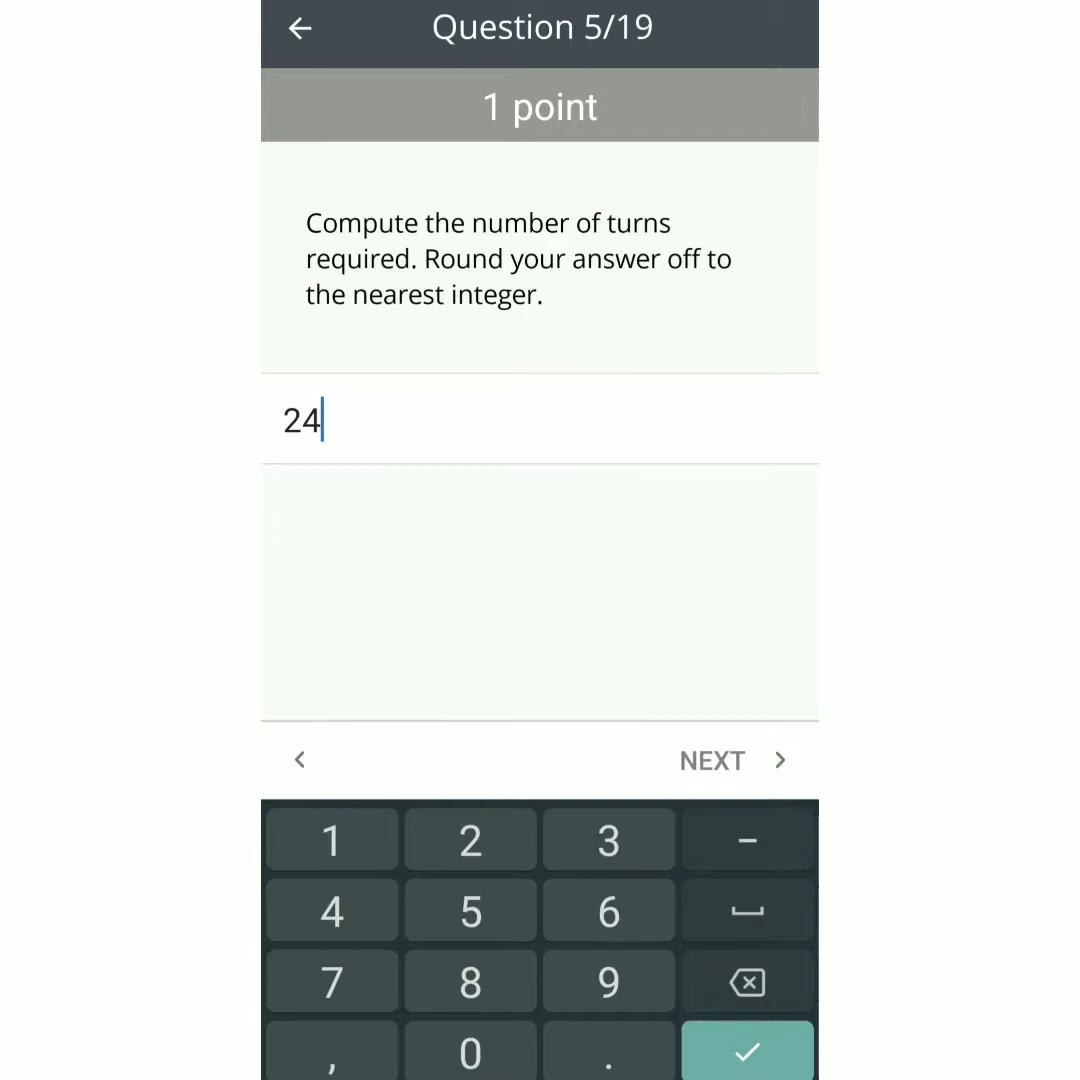 Question 5/19
1 point
Compute the number of turns
required. Round your answer off to
the nearest integer.
24
NEXT
1 2 3 –
4 5 6
7 8 9
, 0 .